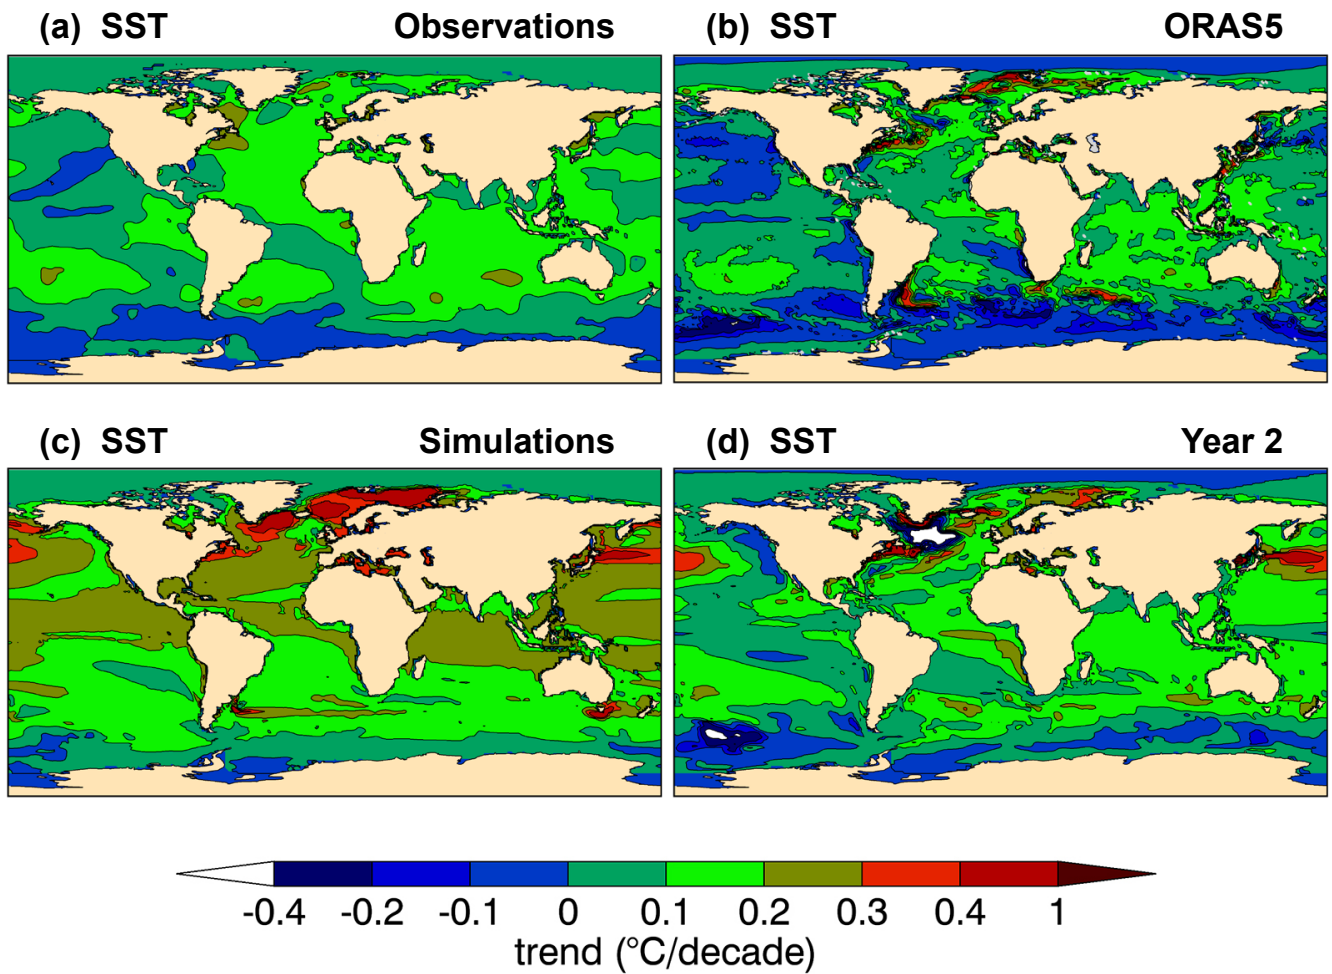 (a) SST Observations
(b) SST ORAS5
(c) SST Simulations
(d) SST Year 2
-0.4 -0.2 -0.1 0 0.1 0.2 0.3 0.4 1
trend (°C/decade)